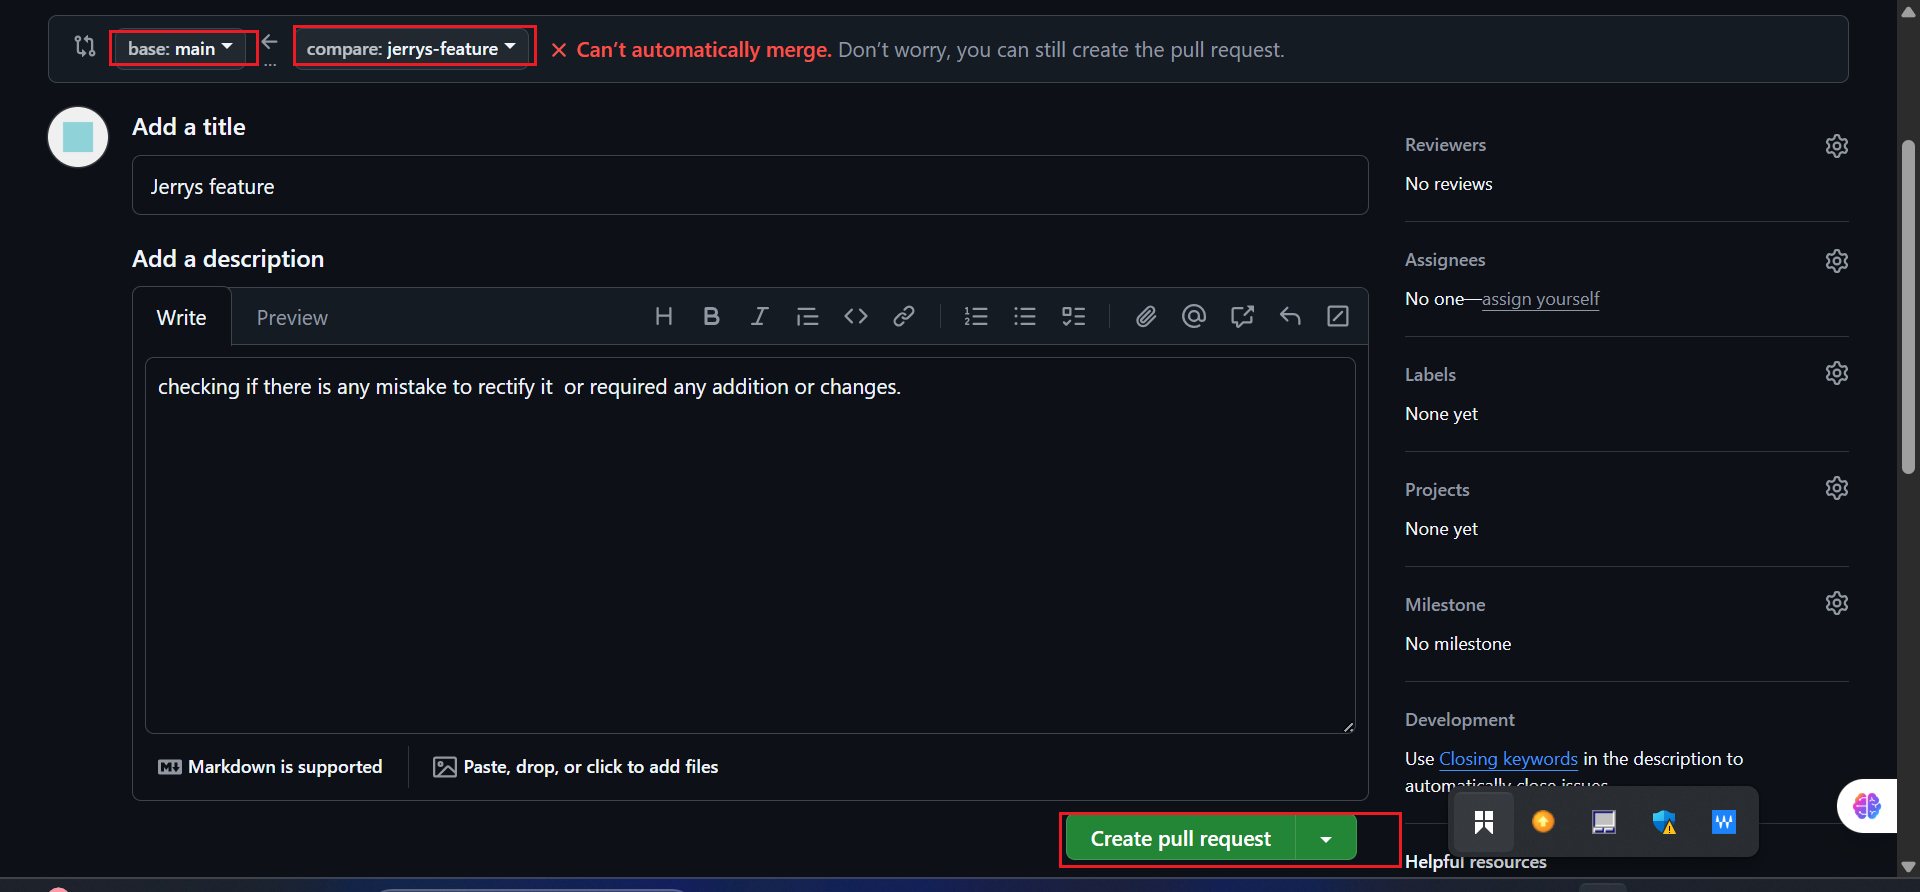 base: main
...
compare: jerrys-feature
Can’t automatically merge. Don’t worry, you can still create the pull request.
Add a title
Jerrys feature
Add a description
Write
Preview
checking if there is any mistake to rectify it  or required any addition or changes.
Markdown is supported
Paste, drop, or click to add files
Create pull request
Reviewers
No reviews
Assignees
No one—assign yourself
Labels
None yet
Projects
None yet
Milestone
No milestone
Development
Use Closing keywords in the description to
automatically close issues
Helpful resources